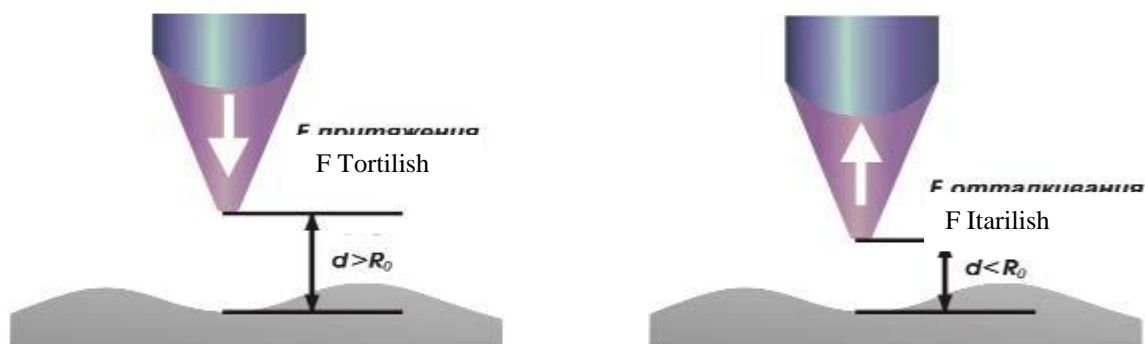 F притяжения
F Tortilish
d>R₀
F отталкивания
F Itarilish
d<R₀